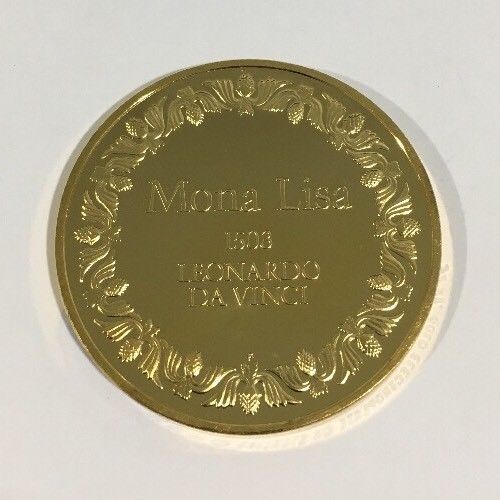 Mona Lisa
1503
LEONARDO
DA VINCI